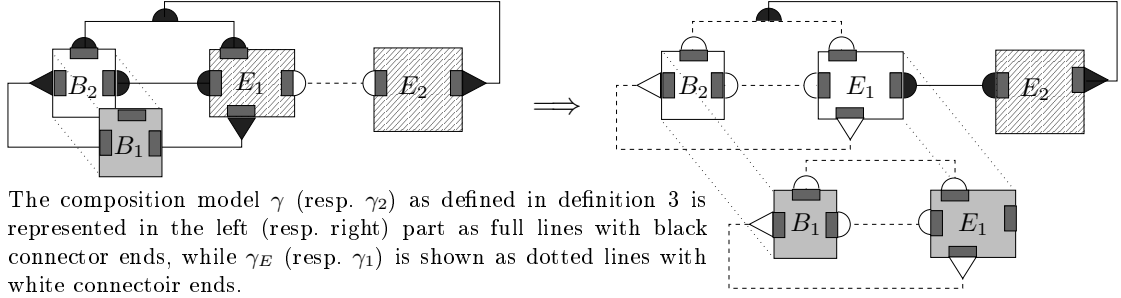 B₂
E₁
E₂
B₁
⟹
B₂
E₁
E₂
B₁
E₁
The composition model γ (resp. γ₂) as defined in definition 3 is
represented in the left (resp. right) part as full lines with black
connector ends, while γ_E (resp. γ₁) is shown as dotted lines with
white connectoir ends.